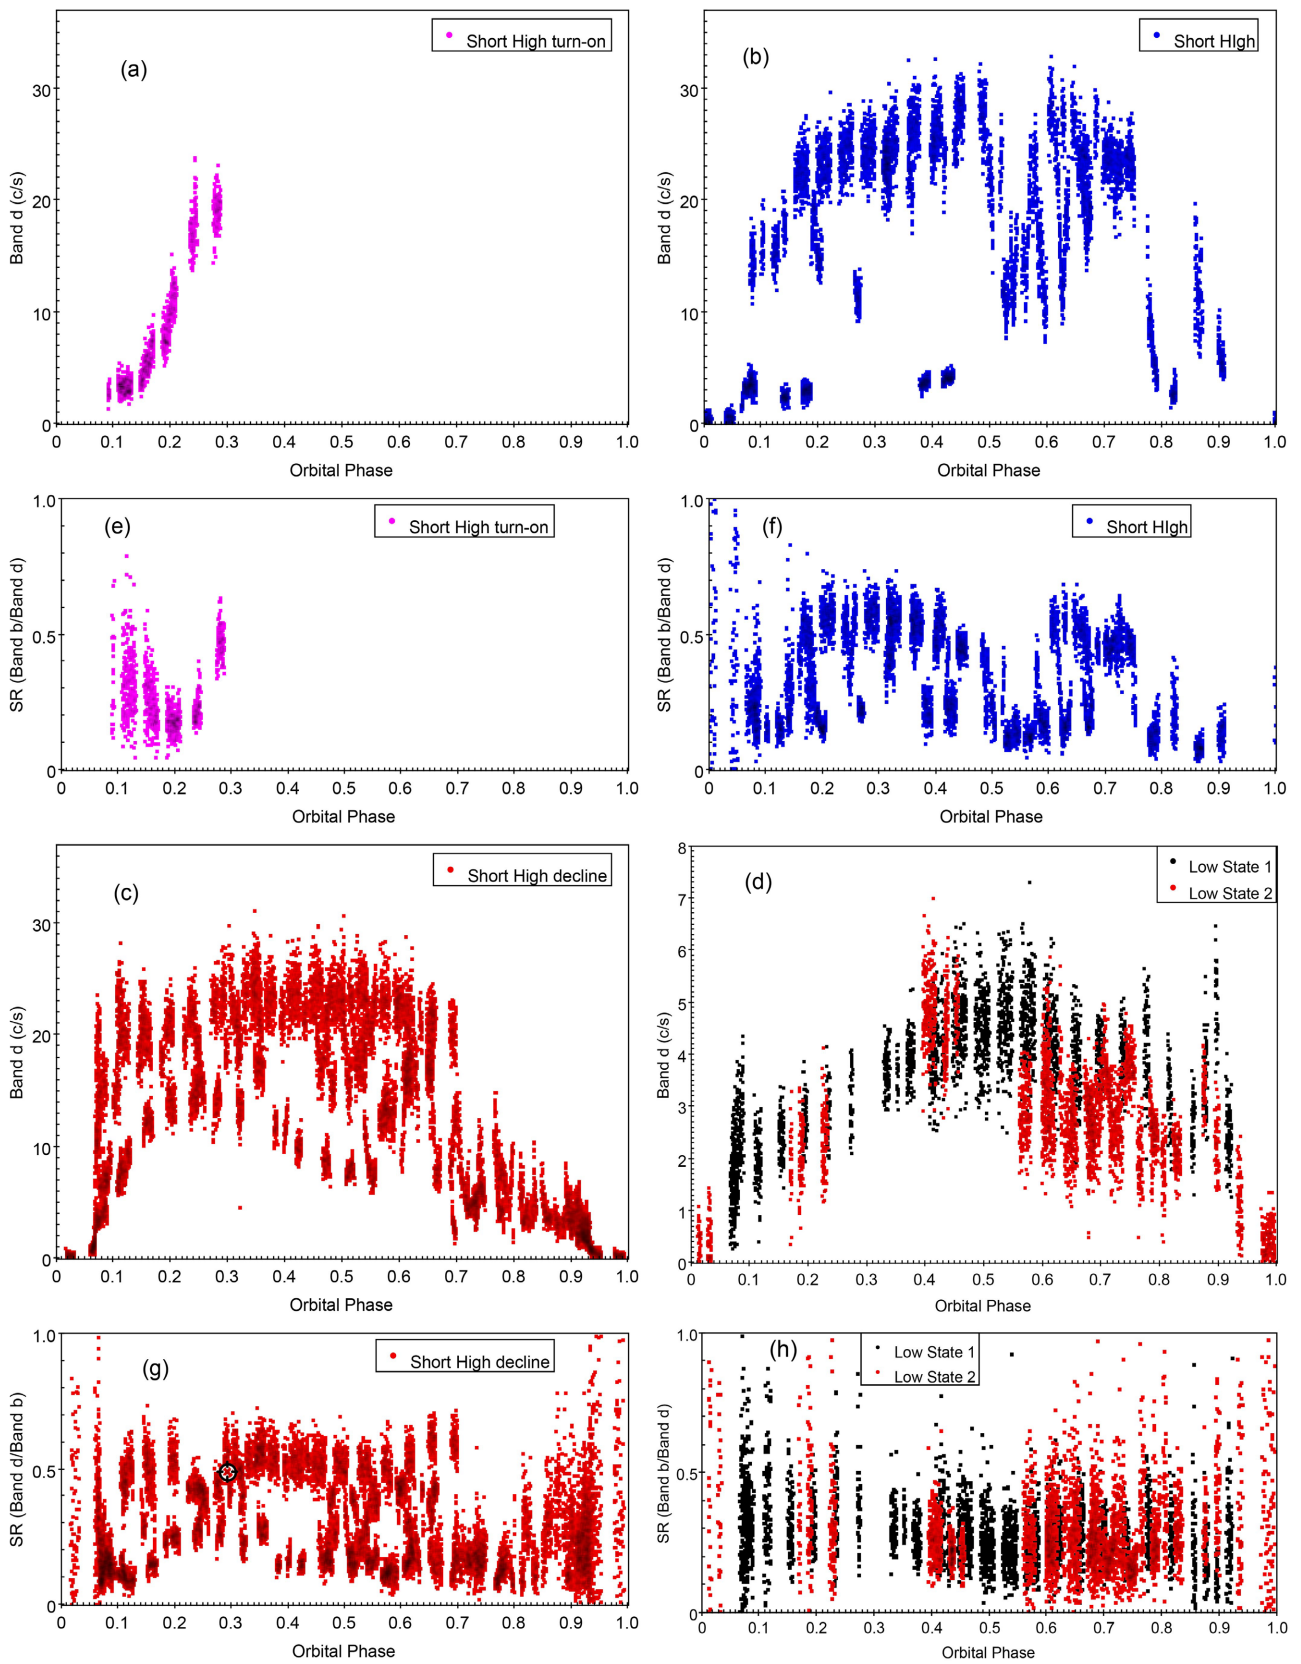 (a)
Short High turn-on
Band d (c/s)
30
20
10
0
0 0.1 0.2 0.3 0.4 0.5 0.6 0.7 0.8 0.9 1.0
Orbital Phase
(b)
Short HIgh
Band d (c/s)
30
20
10
0
0 0.1 0.2 0.3 0.4 0.5 0.6 0.7 0.8 0.9 1.0
Orbital Phase
(e)
Short High turn-on
SR (Band b/Band d)
1.0
0.5
0
0 0.1 0.2 0.3 0.4 0.5 0.6 0.7 0.8 0.9 1.0
Orbital Phase
(f)
Short HIgh
SR (Band b/Band d)
1.0
0.5
0
0 0.1 0.2 0.3 0.4 0.5 0.6 0.7 0.8 0.9 1.0
Orbital Phase
(c)
Short High decline
Band d (c/s)
30
20
10
0
0 0.1 0.2 0.3 0.4 0.5 0.6 0.7 0.8 0.9 1.0
Orbital Phase
(d)
Low State 1
Low State 2
Band d (c/s)
8
7
6
5
4
3
2
1
0
0 0.1 0.2 0.3 0.4 0.5 0.6 0.7 0.8 0.9 1.0
Orbital Phase
(g)
Short High decline
SR (Band d/Band b)
1.0
0.5
0
0 0.1 0.2 0.3 0.4 0.5 0.6 0.7 0.8 0.9 1.0
Orbital Phase
(h)
Low State 1
Low State 2
SR (Band b/Band d)
1.0
0.5
0
0 0.1 0.2 0.3 0.4 0.5 0.6 0.7 0.8 0.9 1.0
Orbital Phase